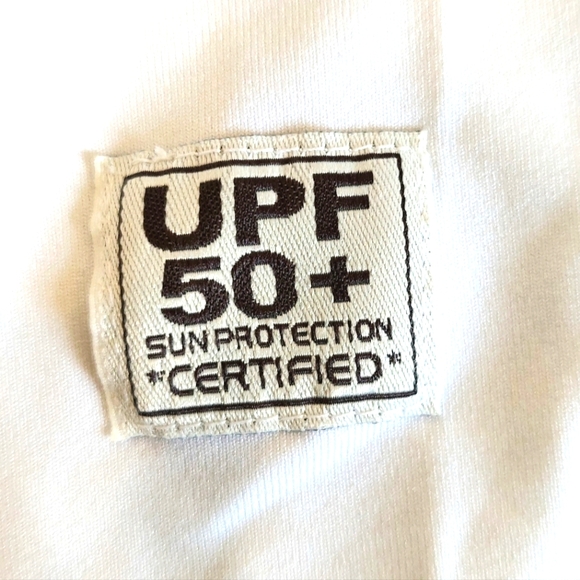 UPF
50+
SUN PROTECTION
*CERTIFIED*